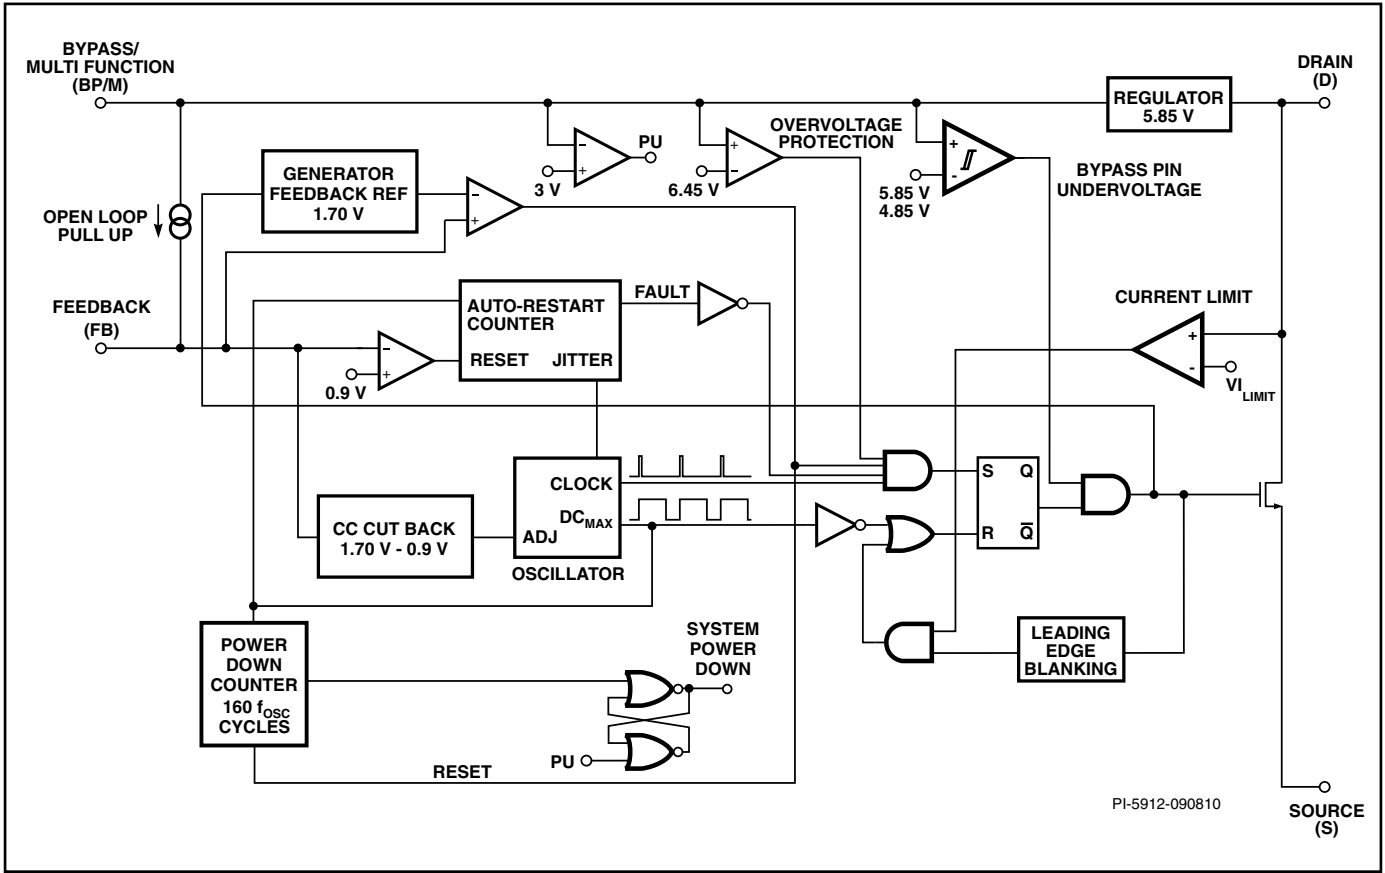 BYPASS/
MULTI FUNCTION
(BP/M)
DRAIN
(D)
REGULATOR
5.85 V
OVERVOLTAGE
PROTECTION
PU
-
+
3 V
+
-
6.45 V
+
-
5.85 V
4.85 V
BYPASS PIN
UNDERVOLTAGE
GENERATOR
FEEDBACK REF
1.70 V
-
+
OPEN LOOP
PULL UP
FEEDBACK
(FB)
AUTO-RESTART
COUNTER
RESET JITTER
FAULT
-
+
0.9 V
CURRENT LIMIT
+
-
VI LIMIT
CLOCK
DCMAX
ADJ
OSCILLATOR
CC CUT BACK
1.70 V - 0.9 V
S Q
R Q̅
LEADING
EDGE
BLANKING
POWER
DOWN
COUNTER
160 fOSC
CYCLES
SYSTEM
POWER
DOWN
PU
RESET
PI-5912-090810
SOURCE
(S)